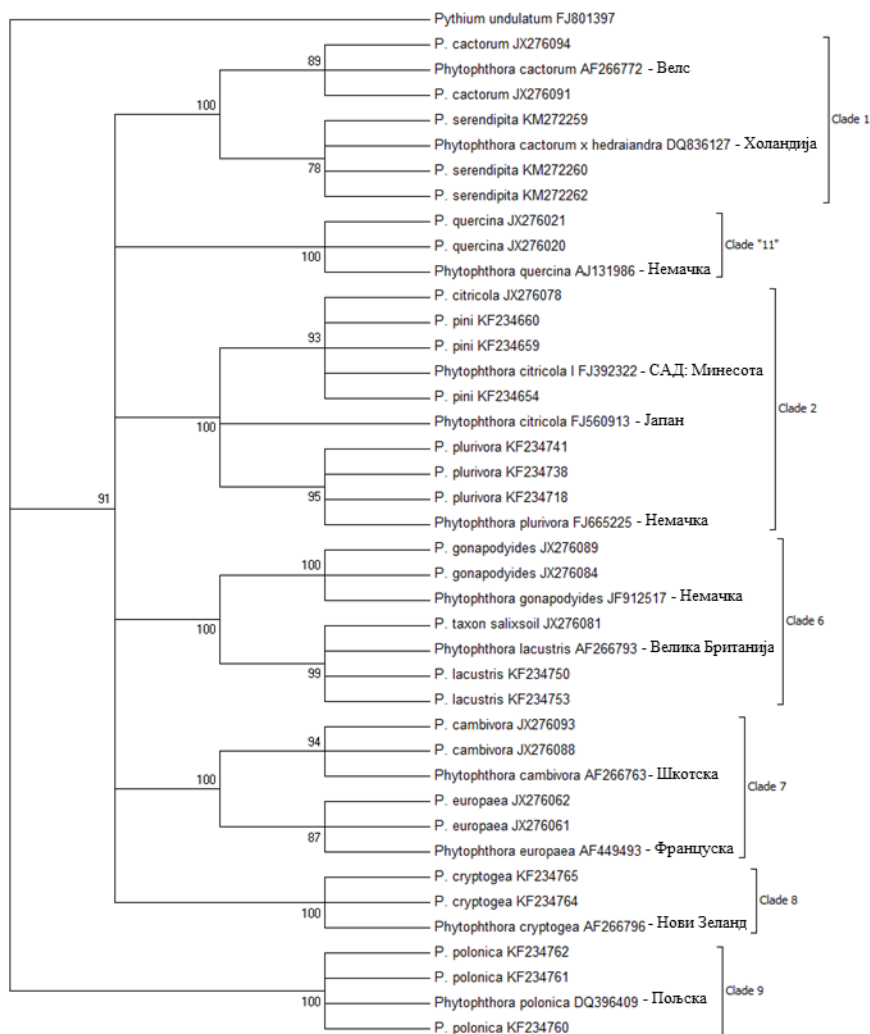 Pythium undulatum FJ801397
P. cactorum JX276094
89
Phytophthora cactorum AF266772 - Велс
P. cactorum JX276091
100
P. serendipita KM272259
Clade 1
Phytophthora cactorum x hedraiandra DQ836127 - Холандија
78
P. serendipita KM272260
P. serendipita KM272262
P. quercina JX276021
P. quercina JX276020
Clade "11"
100
Phytophthora quercina AJ131986 - Немачка
P. citricola JX276078
P. pini KF234660
93
P. pini KF234659
Phytophthora citricola I FJ392322 - САД: Минесота
P. pini KF234654
Clade 2
100
Phytophthora citricola FJ560913 - Јапан
P. plurivora KF234741
P. plurivora KF234738
95
P. plurivora KF234718
91
Phytophthora plurivora FJ665225 - Немачка
P. gonapodyides JX276089
100
P. gonapodyides JX276084
Phytophthora gonapodyides JF912517 - Немачка
100
P. taxon salixsoil JX276081
Clade 6
Phytophthora lacustris AF266793 - Велика Британија
99
P. lacustris KF234750
P. lacustris KF234753
P. cambivora JX276093
94
P. cambivora JX276088
100
Phytophthora cambivora AF266763- Шкотска
Clade 7
P. europaea JX276062
P. europaea JX276061
87
Phytophthora europaea AF449493 - Француска
P. cryptogea KF234765
P. cryptogea KF234764
Clade 8
100
Phytophthora cryptogea AF266796 - Нови Зеланд
P. polonica KF234762
P. polonica KF234761
Clade 9
100
Phytophthora polonica DQ396409 - Пољска
P. polonica KF234760